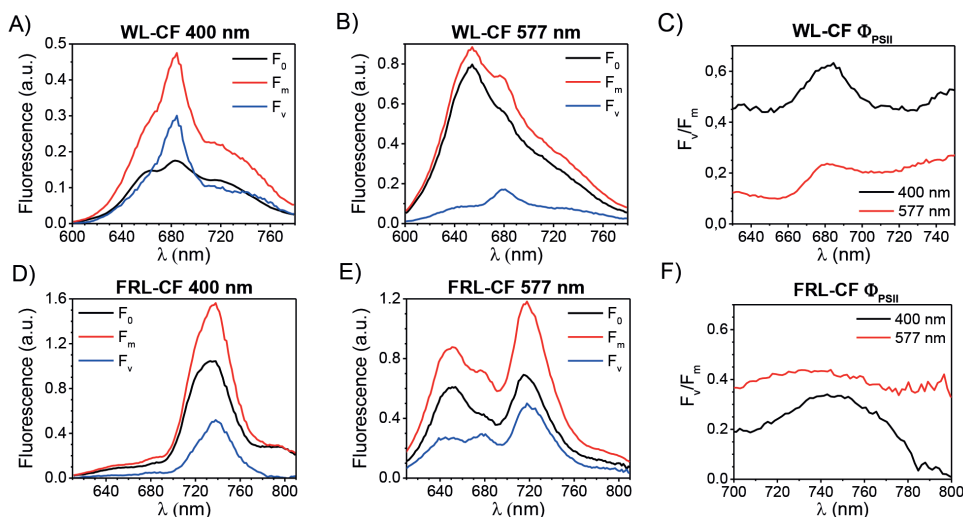 A)
WL-CF 400 nm
Fluorescence (a.u.)
0.5
0.4
0.3
0.2
0.1
0.0
F0
Fm
Fv
600 640 680 720 760
λ (nm)
B)
WL-CF 577 nm
Fluorescence (a.u.)
0.8
0.6
0.4
0.2
0.0
F0
Fm
Fv
600 640 680 720 760
λ (nm)
C)
WL-CF ΦPSII
Fv/Fm
0,6
0,4
0,2
0,0
400 nm
577 nm
640 660 680 700 720 740
λ (nm)
D)
FRL-CF 400 nm
Fluorescence (a.u.)
1.6
1.2
0.8
0.4
0.0
F0
Fm
Fv
640 680 720 760 800
λ (nm)
E)
FRL-CF 577 nm
Fluorescence (a.u.)
1.2
0.9
0.6
0.3
0.0
F0
Fm
Fv
640 680 720 760 800
λ (nm)
F)
FRL-CF ΦPSII
Fv/Fm
0.6
0.4
0.2
0.0
400 nm
577 nm
700 720 740 760 780 800
λ (nm)